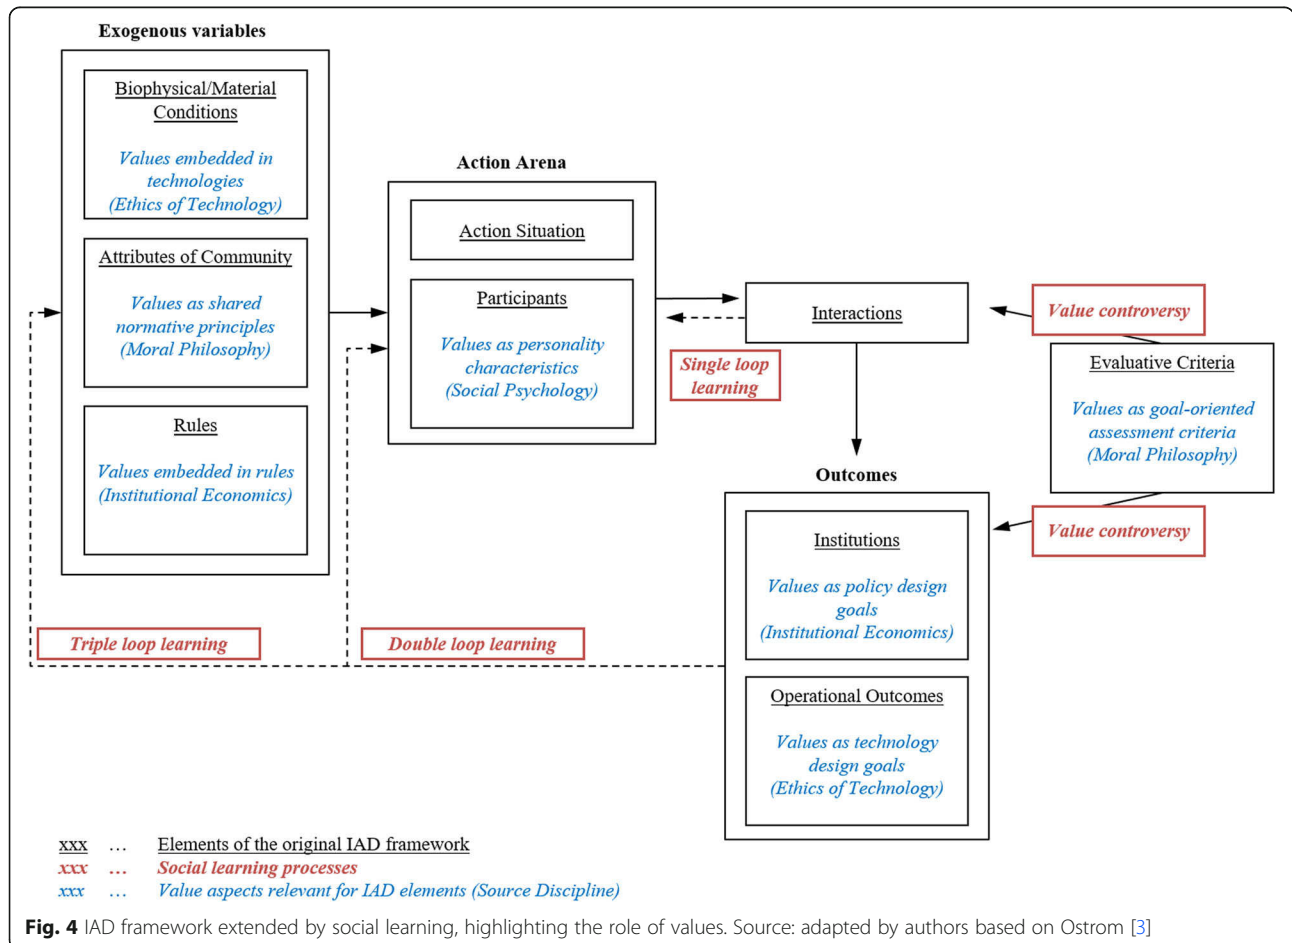 Exogenous variables
Biophysical/Material
Conditions
Values embedded in
technologies
(Ethics of Technology)
Attributes of Community
Values as shared
normative principles
(Moral Philosophy)
Rules
Values embedded in rules
(Institutional Economics)
Action Arena
Action Situation
Participants
Values as personality
characteristics
(Social Psychology)
Single loop
learning
Interactions
Value controversy
Evaluative Criteria
Values as goal-oriented
assessment criteria
(Moral Philosophy)
Value controversy
Outcomes
Institutions
Values as policy design
goals
(Institutional Economics)
Operational Outcomes
Values as technology
design goals
(Ethics of Technology)
Triple loop learning
Double loop learning
xxx ... Elements of the original IAD framework
xxx ... Social learning processes
xxx ... Value aspects relevant for IAD elements (Source Discipline)
Fig. 4 IAD framework extended by social learning, highlighting the role of values. Source: adapted by authors based on Ostrom [3]